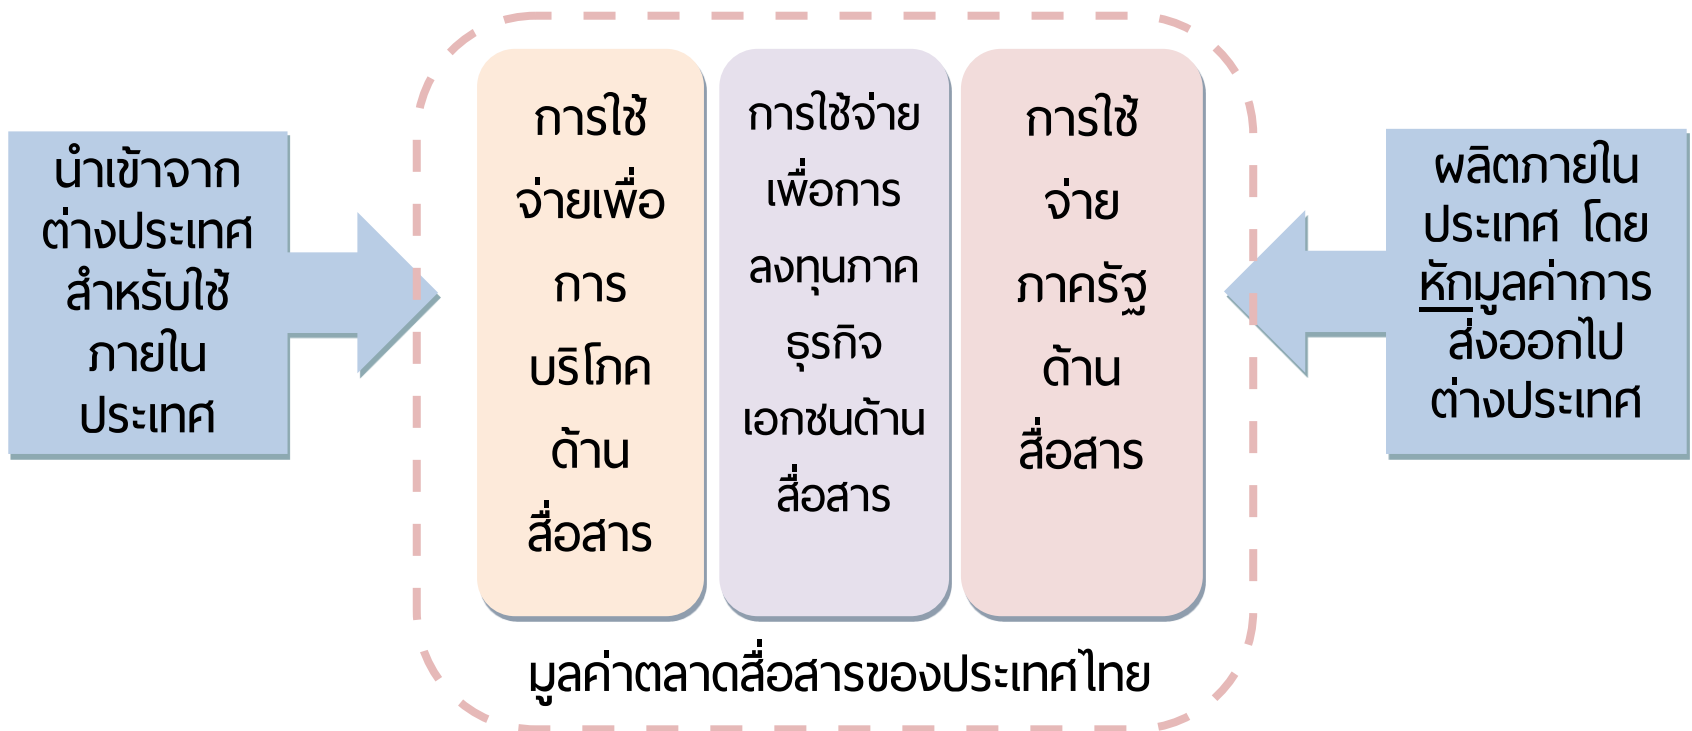 นำเข้าจาก
ต่างประเทศ
สำหรับใช้
ภายใน
ประเทศ
การใช้
จ่ายเพื่อ
การ
บริโภค
ด้าน
สื่อสาร
การใช้จ่าย
เพื่อการ
ลงทุนภาค
ธุรกิจ
เอกชนด้าน
สื่อสาร
การใช้
จ่าย
ภาครัฐ
ด้าน
สื่อสาร
ผลิตภายใน
ประเทศ โดย
หักมูลค่าการ
ส่งออกไป
ต่างประเทศ
มูลค่าตลาดสื่อสารของประเทศไทย